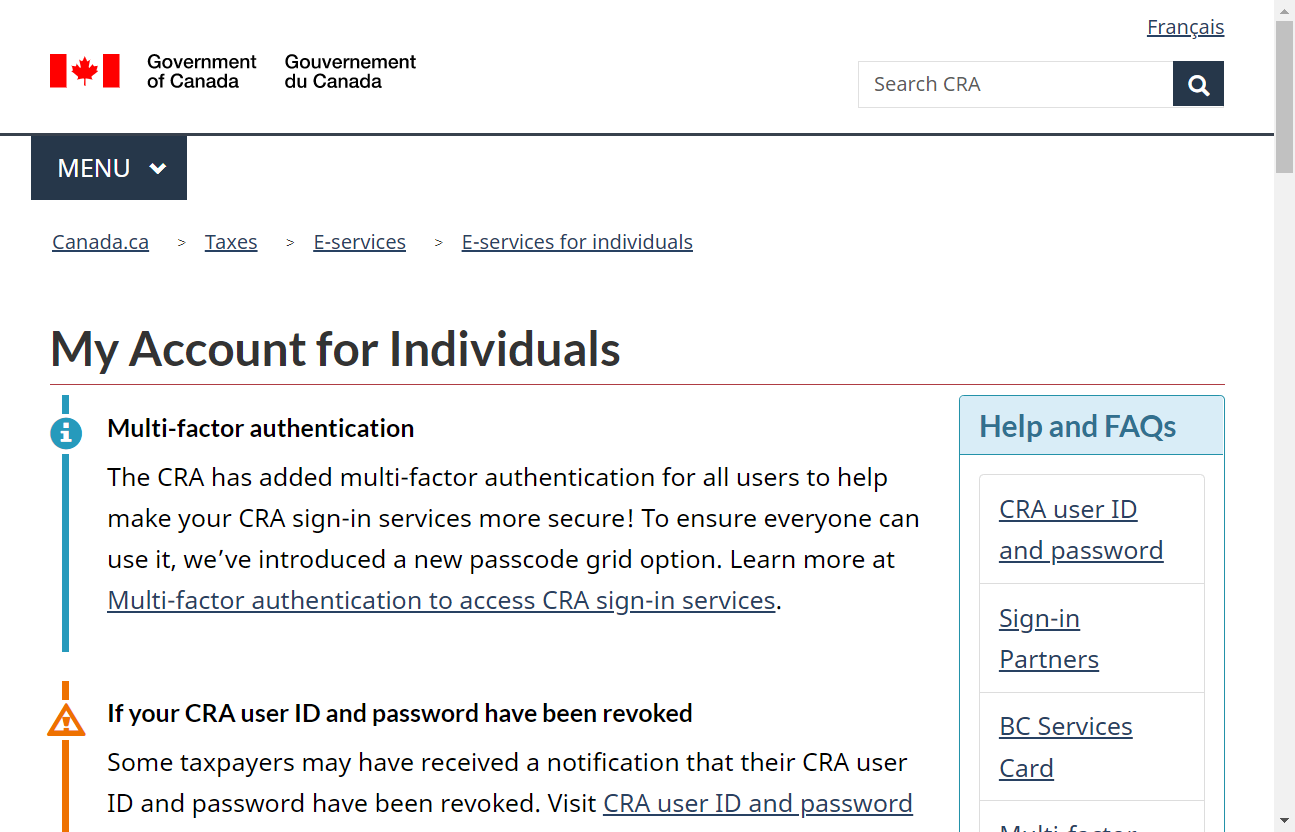 Français
Government of Canada
Gouvernement du Canada
Search CRA
MENU
Canada.ca > Taxes > E-services > E-services for individuals
My Account for Individuals
Multi-factor authentication
The CRA has added multi-factor authentication for all users to help
make your CRA sign-in services more secure! To ensure everyone can
use it, we’ve introduced a new passcode grid option. Learn more at
Multi-factor authentication to access CRA sign-in services.
If your CRA user ID and password have been revoked
Some taxpayers may have received a notification that their CRA user
ID and password have been revoked. Visit CRA user ID and password
Help and FAQs
CRA user ID
and password
Sign-in
Partners
BC Services
Card
Multi-factor